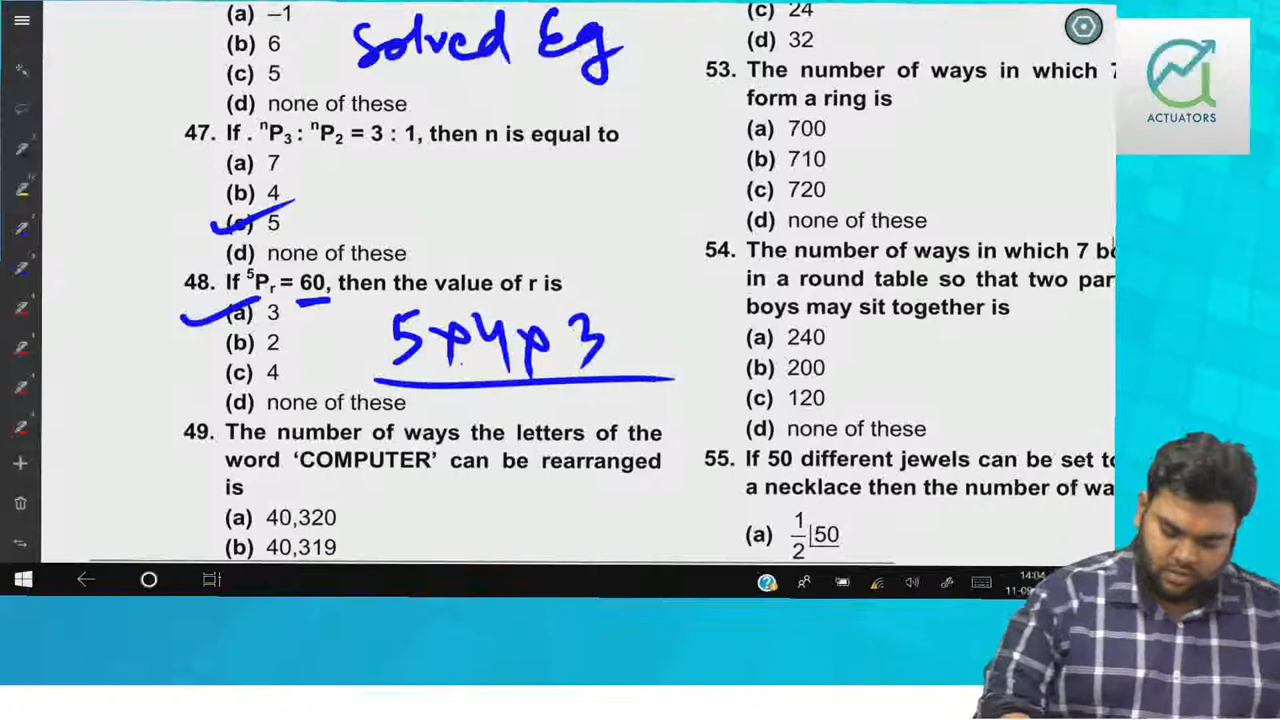 (a) –1
(b) 6
(c) 5
(d) none of these
Solved Eg
47. If . ⁿP₃ : ⁿP₂ = 3 : 1, then n is equal to
(a) 7
(b) 4
(c) 5
(d) none of these
48. If ⁵Pᵣ = 60, then the value of r is
(a) 3
(b) 2
(c) 4
(d) none of these
5 × 4 × 3
49. The number of ways the letters of the
word ‘COMPUTER’ can be rearranged
is
(a) 40,320
(b) 40,319
(c) 24
(d) 32
53. The number of ways in which 7
form a ring is
(a) 700
(b) 710
(c) 720
(d) none of these
54. The number of ways in which 7 bo
in a round table so that two par
boys may sit together is
(a) 240
(b) 200
(c) 120
(d) none of these
55. If 50 different jewels can be set to
a necklace then the number of wa
(a) 1/2 |50
ACTUATORS
14:04
11-09